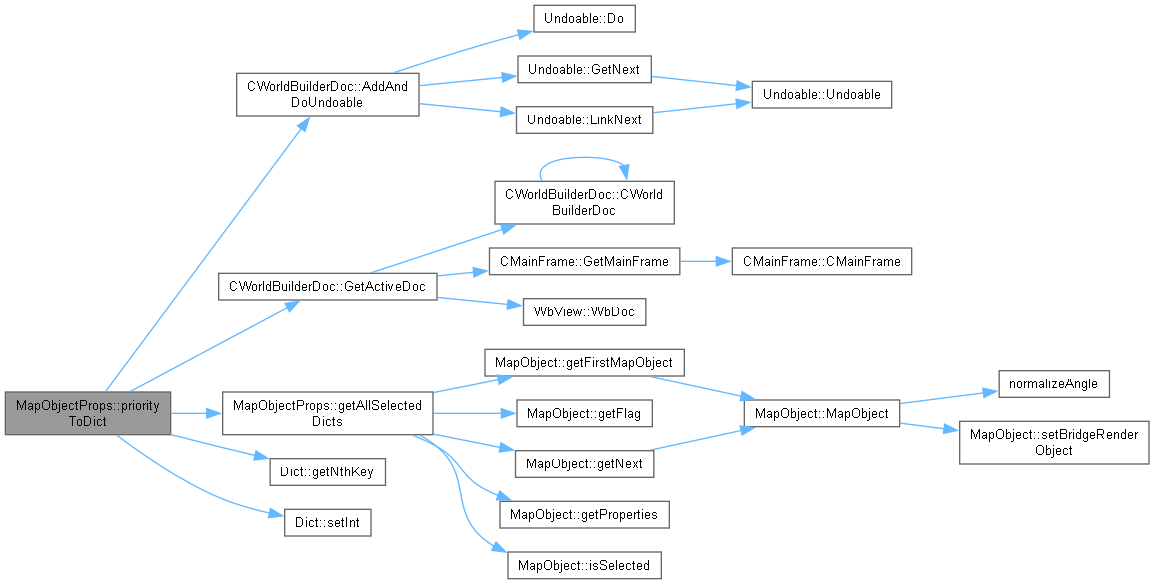 Undoable::Do
CWorldBuilderDoc::AddAnd
DoUndoable
Undoable::GetNext
Undoable::Undoable
Undoable::LinkNext
CWorldBuilderDoc::CWorld
BuilderDoc
CMainFrame::GetMainFrame
CMainFrame::CMainFrame
CWorldBuilderDoc::GetActiveDoc
WbView::WbDoc
MapObject::getFirstMapObject
normalizeAngle
MapObjectProps::priority
ToDict
MapObjectProps::getAllSelected
Dicts
MapObject::getFlag
MapObject::MapObject
MapObject::setBridgeRender
Object
MapObject::getNext
Dict::getNthKey
MapObject::getProperties
Dict::setInt
MapObject::isSelected